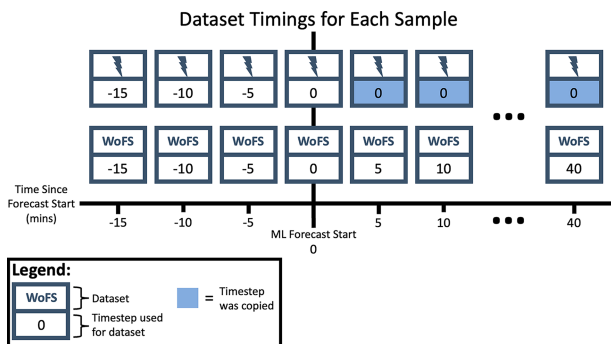 Dataset Timings for Each Sample
-15 -10 -5 0 0 0 0
WoFS WoFS WoFS WoFS WoFS WoFS WoFS
-15 -10 -5 0 5 10 40
Time Since
Forecast Start
(mins)
-15 -10 -5 5 10 40
ML Forecast Start
0
Legend:
WoFS Dataset
0 Timestep used
for dataset
= Timestep
was copied